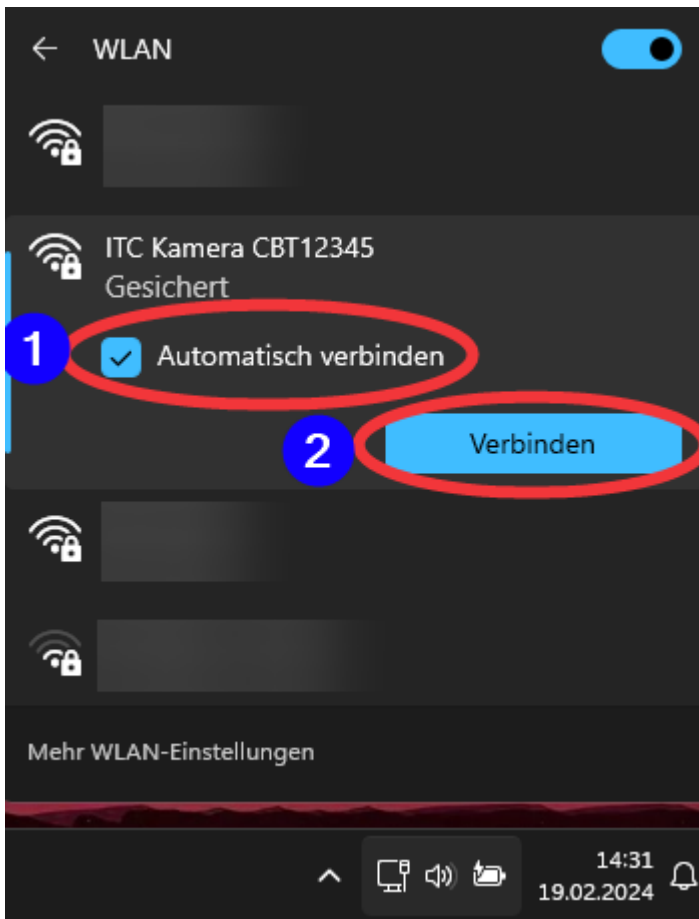 WLAN
ITC Kamera CBT12345
Gesichert
1
Automatisch verbinden
2
Verbinden
Mehr WLAN-Einstellungen
14:31
19.02.2024